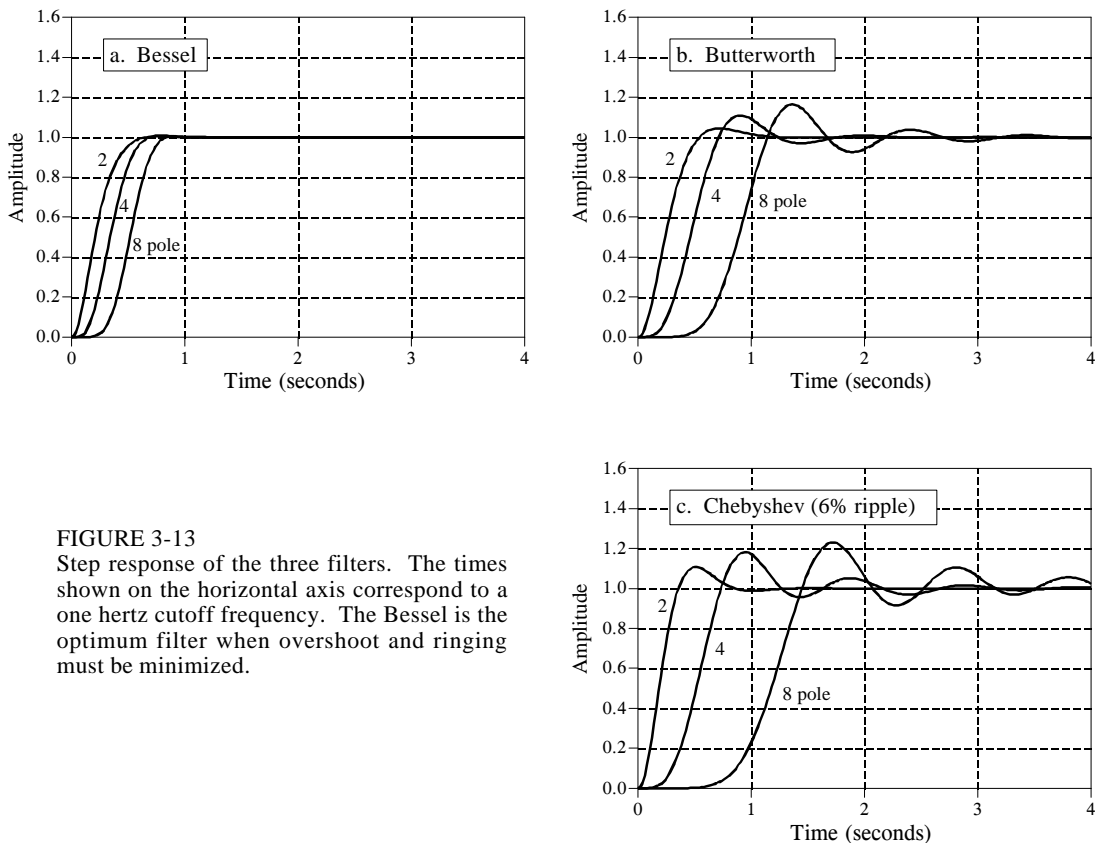 1.6
1.4
1.2
1.0
0.8
0.6
0.4
0.2
0.0
Amplitude
a. Bessel
2
4
8 pole
0 1 2 3 4
Time (seconds)
1.6
1.4
1.2
1.0
0.8
0.6
0.4
0.2
0.0
Amplitude
b. Butterworth
2
4
8 pole
0 1 2 3 4
Time (seconds)
FIGURE 3-13
Step response of the three filters. The times
shown on the horizontal axis correspond to a
one hertz cutoff frequency. The Bessel is the
optimum filter when overshoot and ringing
must be minimized.
1.6
1.4
1.2
1.0
0.8
0.6
0.4
0.2
0.0
Amplitude
c. Chebyshev (6% ripple)
2
4
8 pole
0 1 2 3 4
Time (seconds)